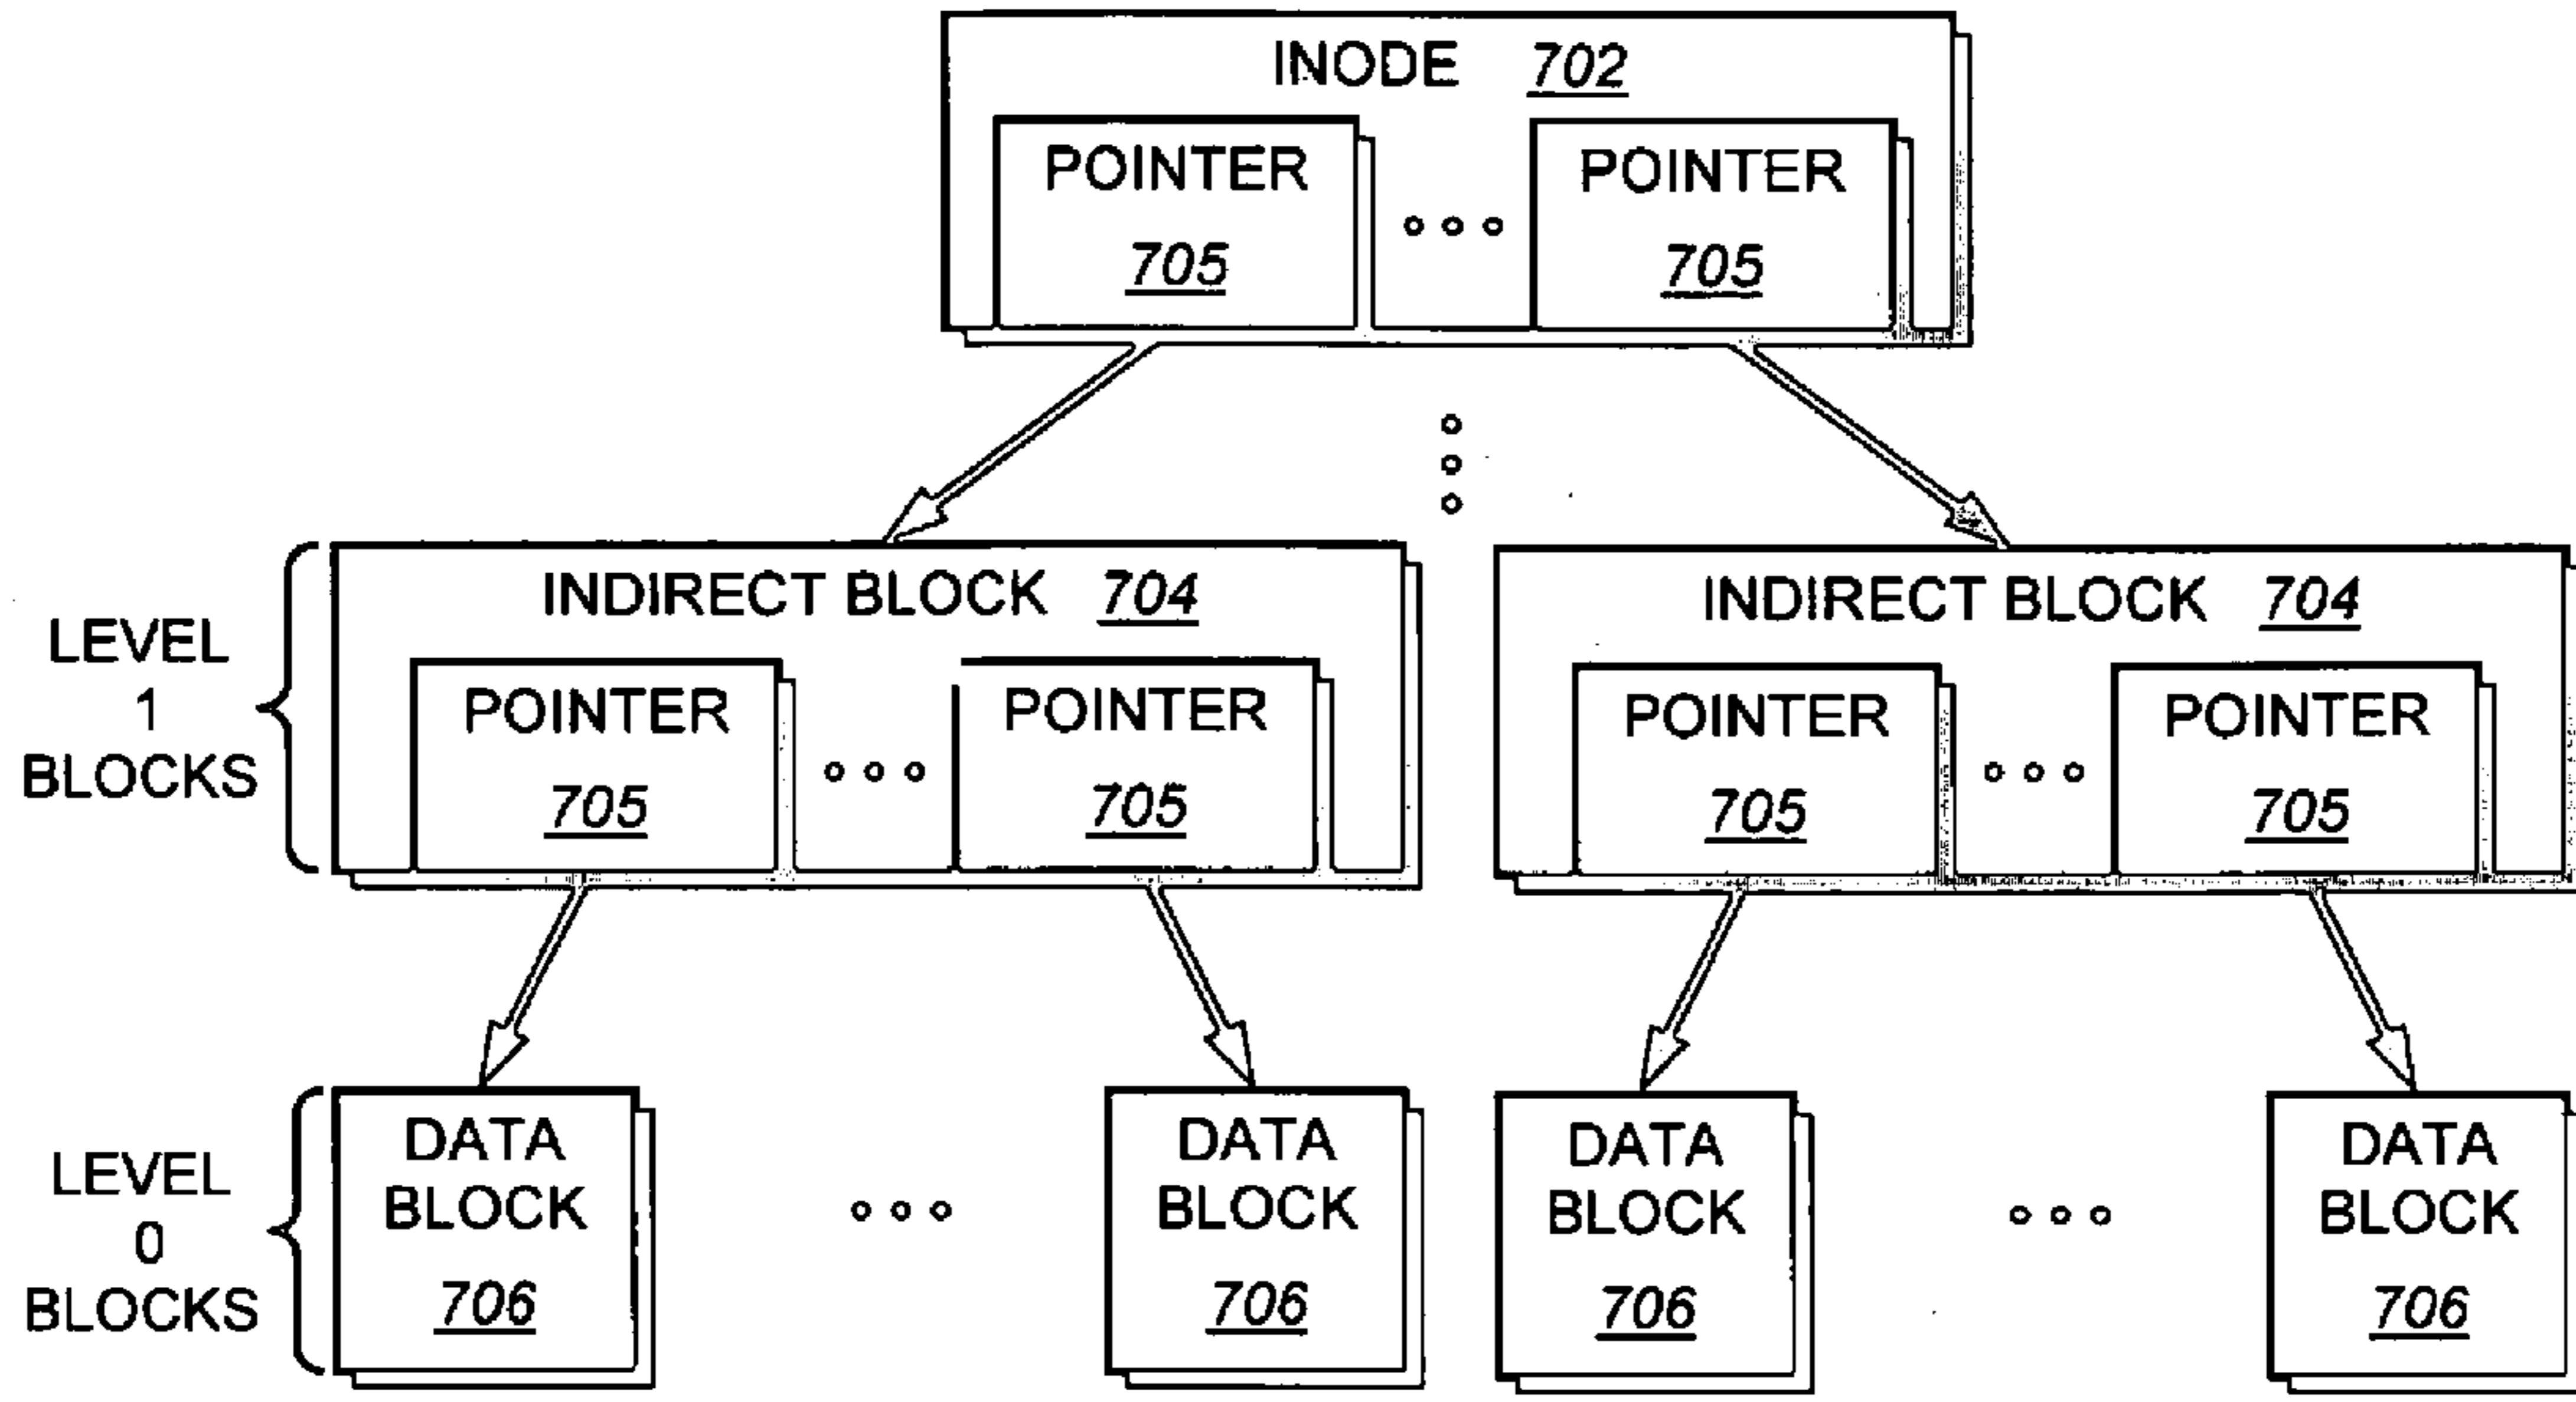 INODE 702
POINTER POINTER
705 705
INDIRECT BLOCK 704 INDIRECT BLOCK 704
LEVEL
1
BLOCKS
POINTER POINTER POINTER POINTER
705 705 705 705
LEVEL
0
BLOCKS
DATA
BLOCK
706
DATA
BLOCK
706
DATA
BLOCK
706
DATA
BLOCK
706